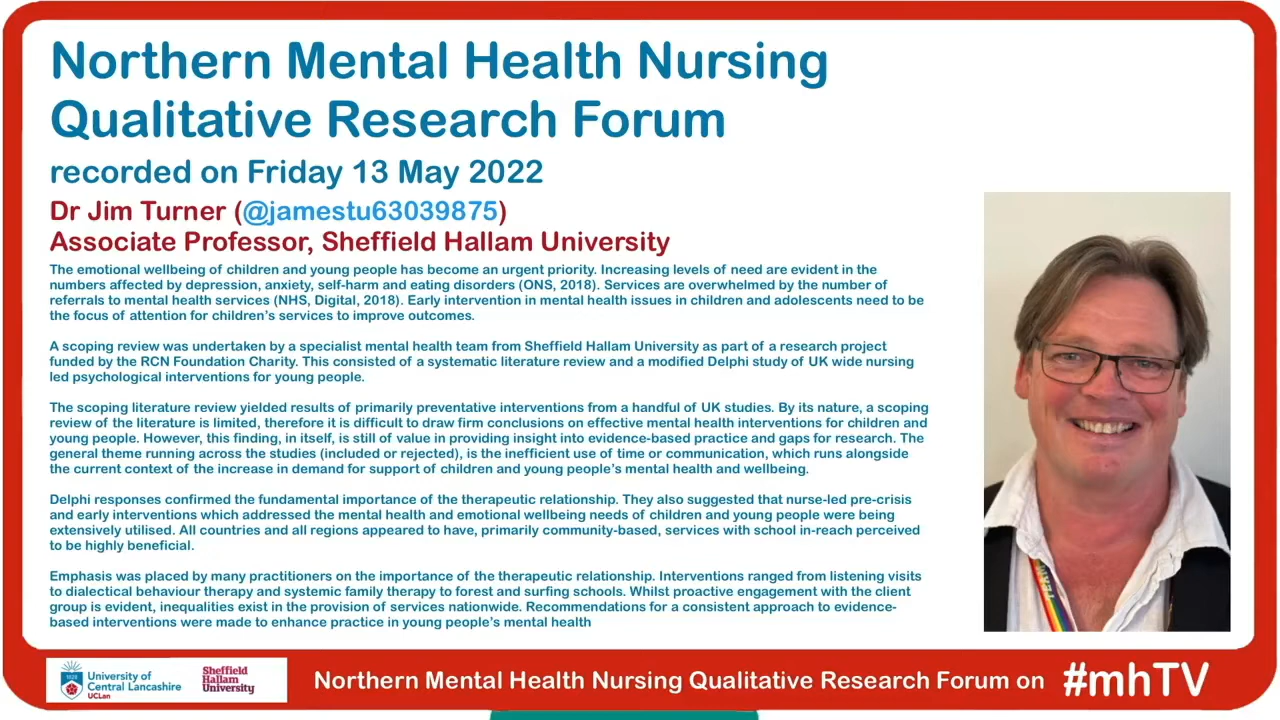 Northern Mental Health Nursing
Qualitative Research Forum
recorded on Friday 13 May 2022
Dr Jim Turner (@jamestu63039875)
Associate Professor, Sheffield Hallam University
The emotional wellbeing of children and young people has become an urgent priority. Increasing levels of need are evident in the
numbers affected by depression, anxiety, self-harm and eating disorders (ONS, 2018). Services are overwhelmed by the number of
referrals to mental health services (NHS, Digital, 2018). Early intervention in mental health issues in children and adolescents need to be
the focus of attention for children’s services to improve outcomes.
A scoping review was undertaken by a specialist mental health team from Sheffield Hallam University as part of a research project
funded by the RCN Foundation Charity. This consisted of a systematic literature review and a modified Delphi study of UK wide nursing
led psychological interventions for young people.
The scoping literature review yielded results of primarily preventative interventions from a handful of UK studies. By its nature, a scoping
review of the literature is limited, therefore it is difficult to draw firm conclusions on effective mental health interventions for children and
young people. However, this finding, in itself, is still of value in providing insight into evidence-based practice and gaps for research. The
general theme running across the studies (included or rejected), is the inefficient use of time or communication, which runs alongside
the current context of the increase in demand for support of children and young people’s mental health and wellbeing.
Delphi responses confirmed the fundamental importance of the therapeutic relationship. They also suggested that nurse-led pre-crisis
and early interventions which addressed the mental health and emotional wellbeing needs of children and young people were being
extensively utilised. All countries and all regions appeared to have, primarily community-based, services with school in-reach perceived
to be highly beneficial.
Emphasis was placed by many practitioners on the importance of the therapeutic relationship. Interventions ranged from listening visits
to dialectical behaviour therapy and systemic family therapy to forest and surfing schools. Whilst proactive engagement with the client
group is evident, inequalities exist in the provision of services nationwide. Recommendations for a consistent approach to evidence-
based interventions were made to enhance practice in young people’s mental health
1828
University of
Central Lancashire
UCLan
Sheffield
Hallam
University
Northern Mental Health Nursing Qualitative Research Forum on #mhTV